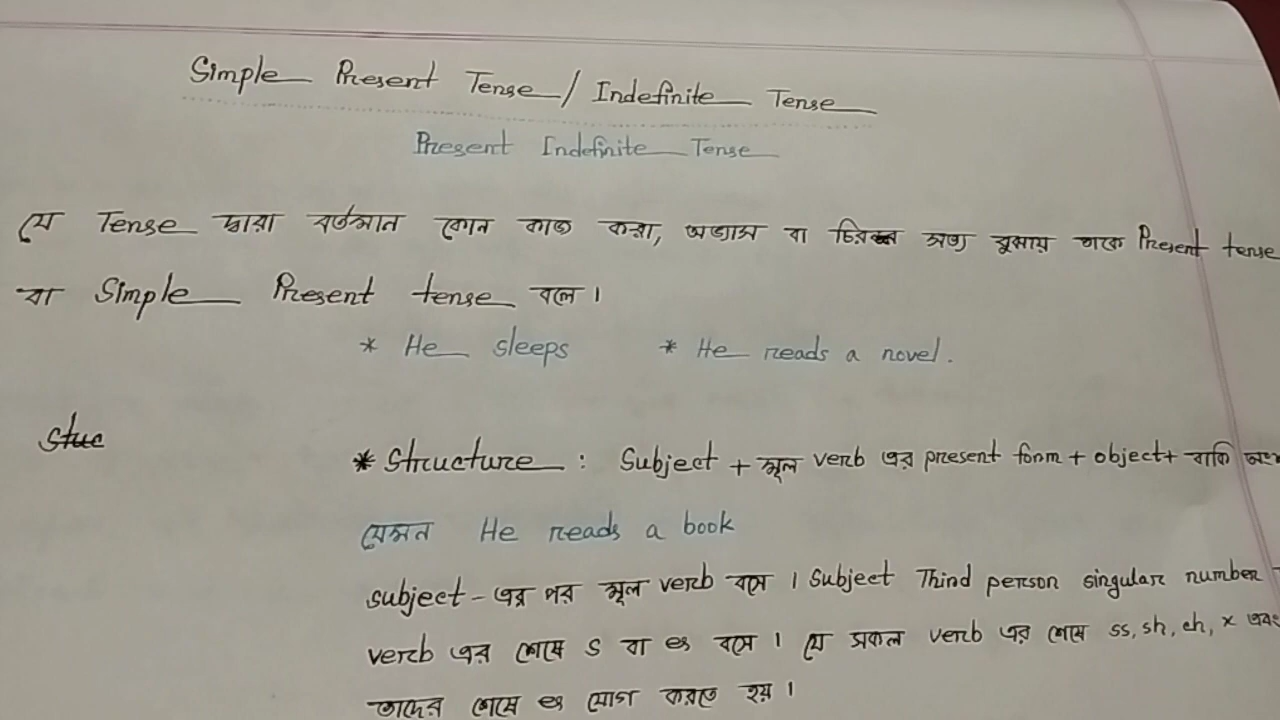 Simple Present Tense / Indefinite Tense
Present Indefinite Tense
যে Tense দ্বারা বর্তমান কোন কাজ করা, অভ্যাস বা সত্য বুঝায় তাকে Present tense
বা Simple Present tense বলে।
* He sleeps * He reads a novel.
Stuc
* Structure : Subject + মূল verb এর present form + object + বাকি
যেমন He reads a book
subject - এর পর মূল verb বসে। Subject Third person singular number
verb এর শেষে s বা es বসে। যে সকল verb এর শেষে ss, sh, ch, x এবং
তাদের শেষে es যোগ করতে হয়।